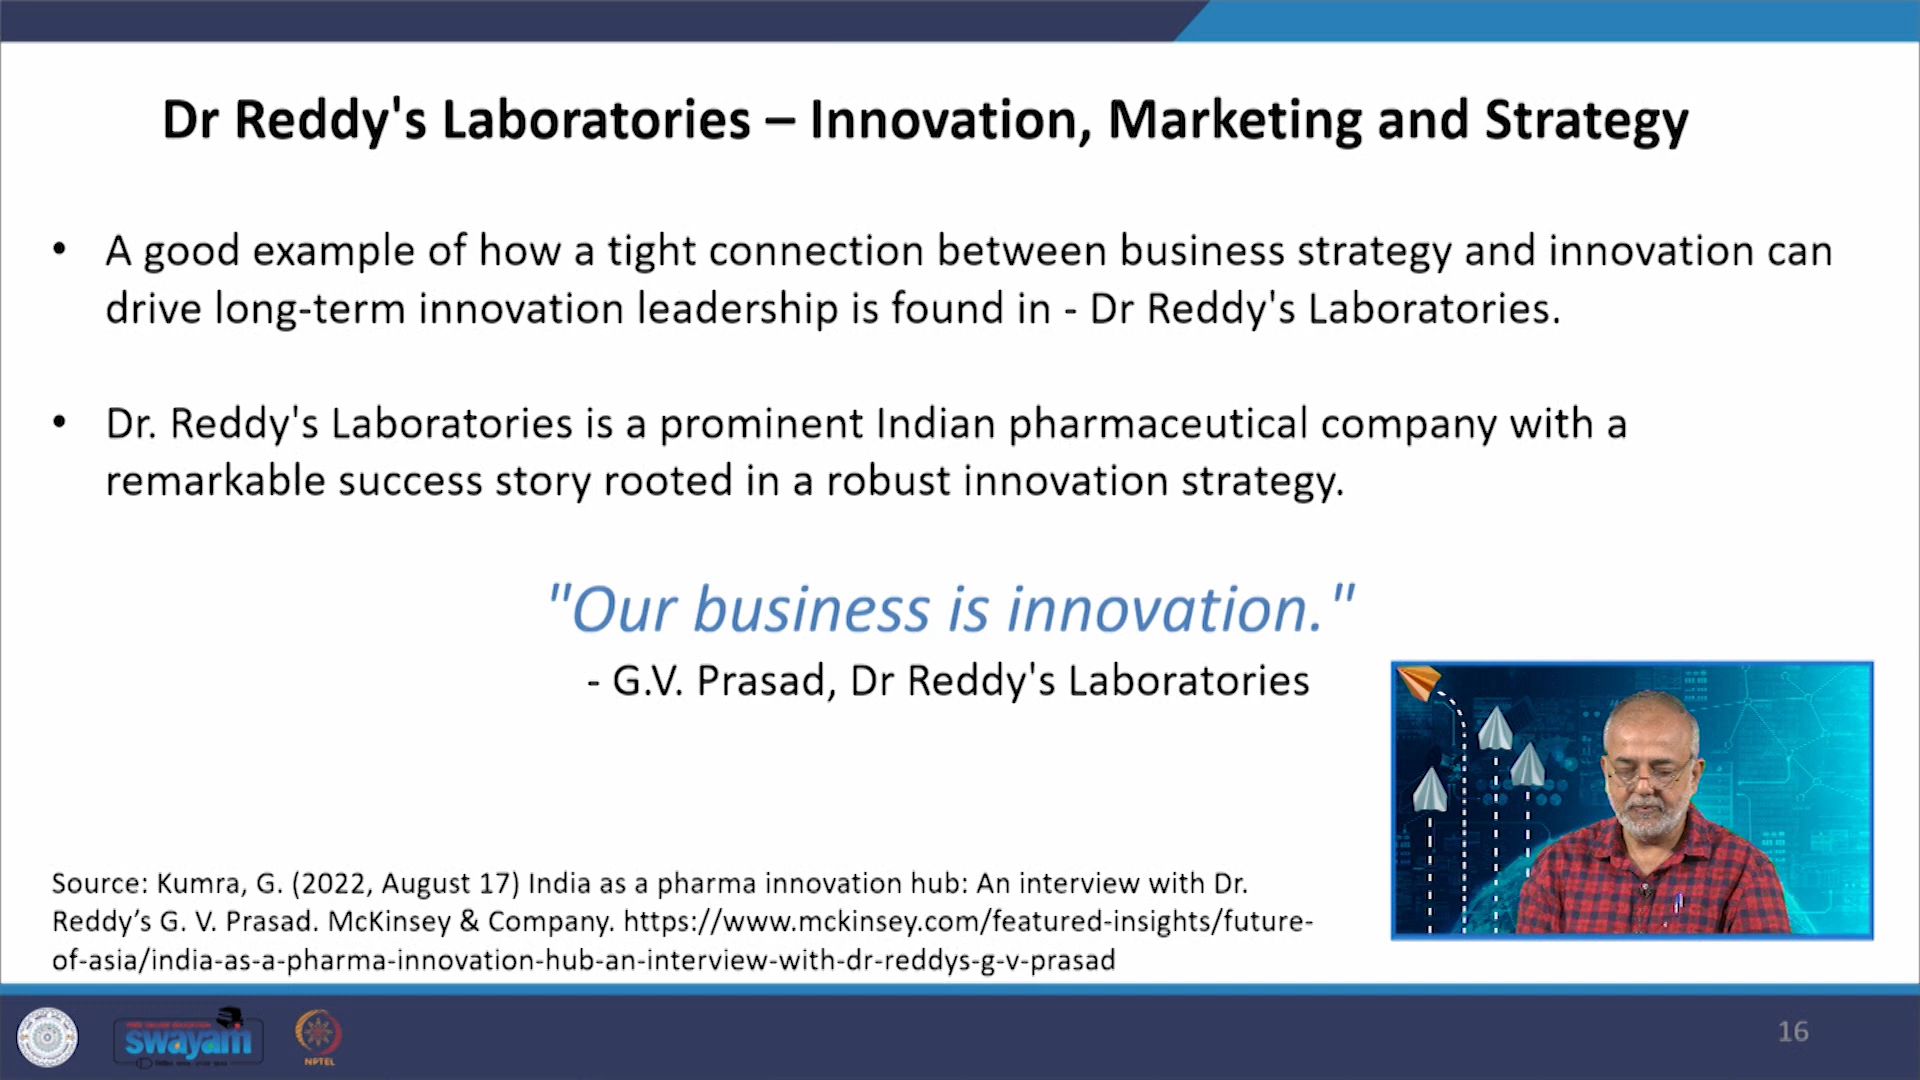 Dr Reddy's Laboratories – Innovation, Marketing and Strategy
• A good example of how a tight connection between business strategy and innovation can
drive long-term innovation leadership is found in - Dr Reddy's Laboratories.
• Dr. Reddy's Laboratories is a prominent Indian pharmaceutical company with a
remarkable success story rooted in a robust innovation strategy.
"Our business is innovation."
- G.V. Prasad, Dr Reddy's Laboratories
Source: Kumra, G. (2022, August 17) India as a pharma innovation hub: An interview with Dr.
Reddy’s G. V. Prasad. McKinsey & Company. https://www.mckinsey.com/featured-insights/future-
of-asia/india-as-a-pharma-innovation-hub-an-interview-with-dr-reddys-g-v-prasad
swayam
NPTEL
16